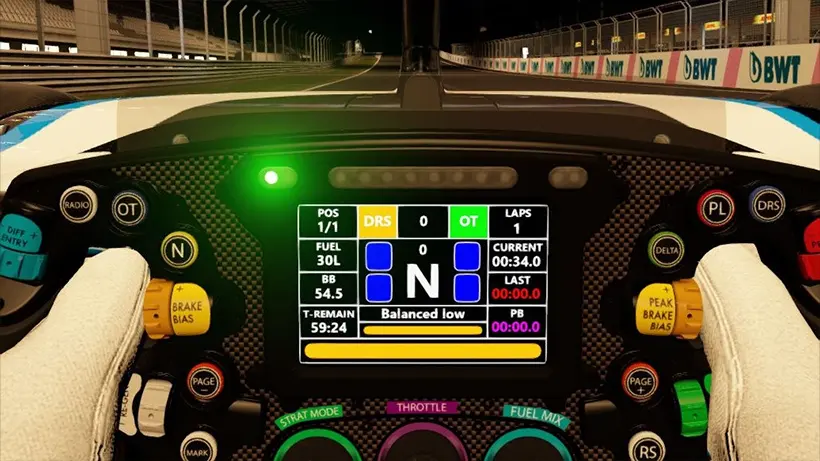 BWT
BWT
BWT
BWT
RADIO
OT
N
DIFF
ENTRY
+
BRAKE
BIAS
+
-
PAGE
-
MARK
POS
1/1
DRS
0
OT
LAPS
1
FUEL
30L
0
N
CURRENT
00:34.0
BB
54.5
LAST
00:00.0
T-REMAIN
59:24
Balanced low
PB
00:00.0
STRAT MODE
THROTTLE
FUEL MIX
PL
DRS
DELTA
PEAK
BRAKE
BIAS
+
-
PAGE
+
RS